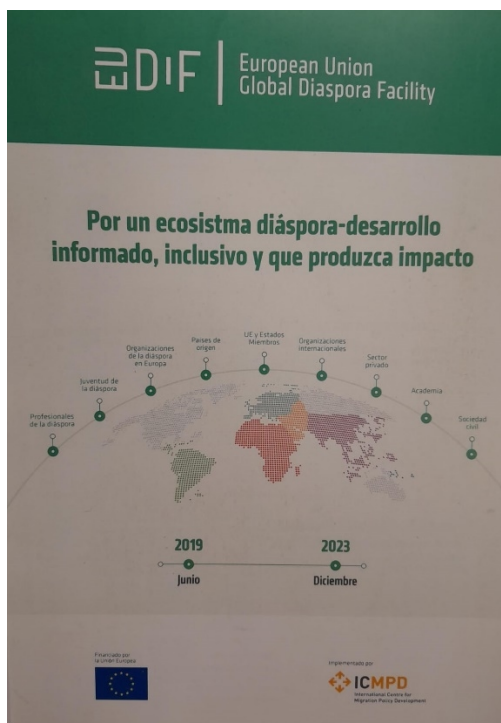 EUDiF
European Union
Global Diaspora Facility
Por un ecosistma diáspora-desarrollo
informado, inclusivo y que produzca impacto
Profesionales
de la diáspora
Juventud de
la diáspora
Organizaciones
de la diáspora
en Europa
Países de
origen
UE y Estados
Miembros
Organizaciones
internacionales
Sector
privado
Academia
Sociedad
civil
2019
Junio
2023
Diciembre
Financiado por
la Unión Europea
Implementado por
ICMPD
International Centre for
Migration Policy Development